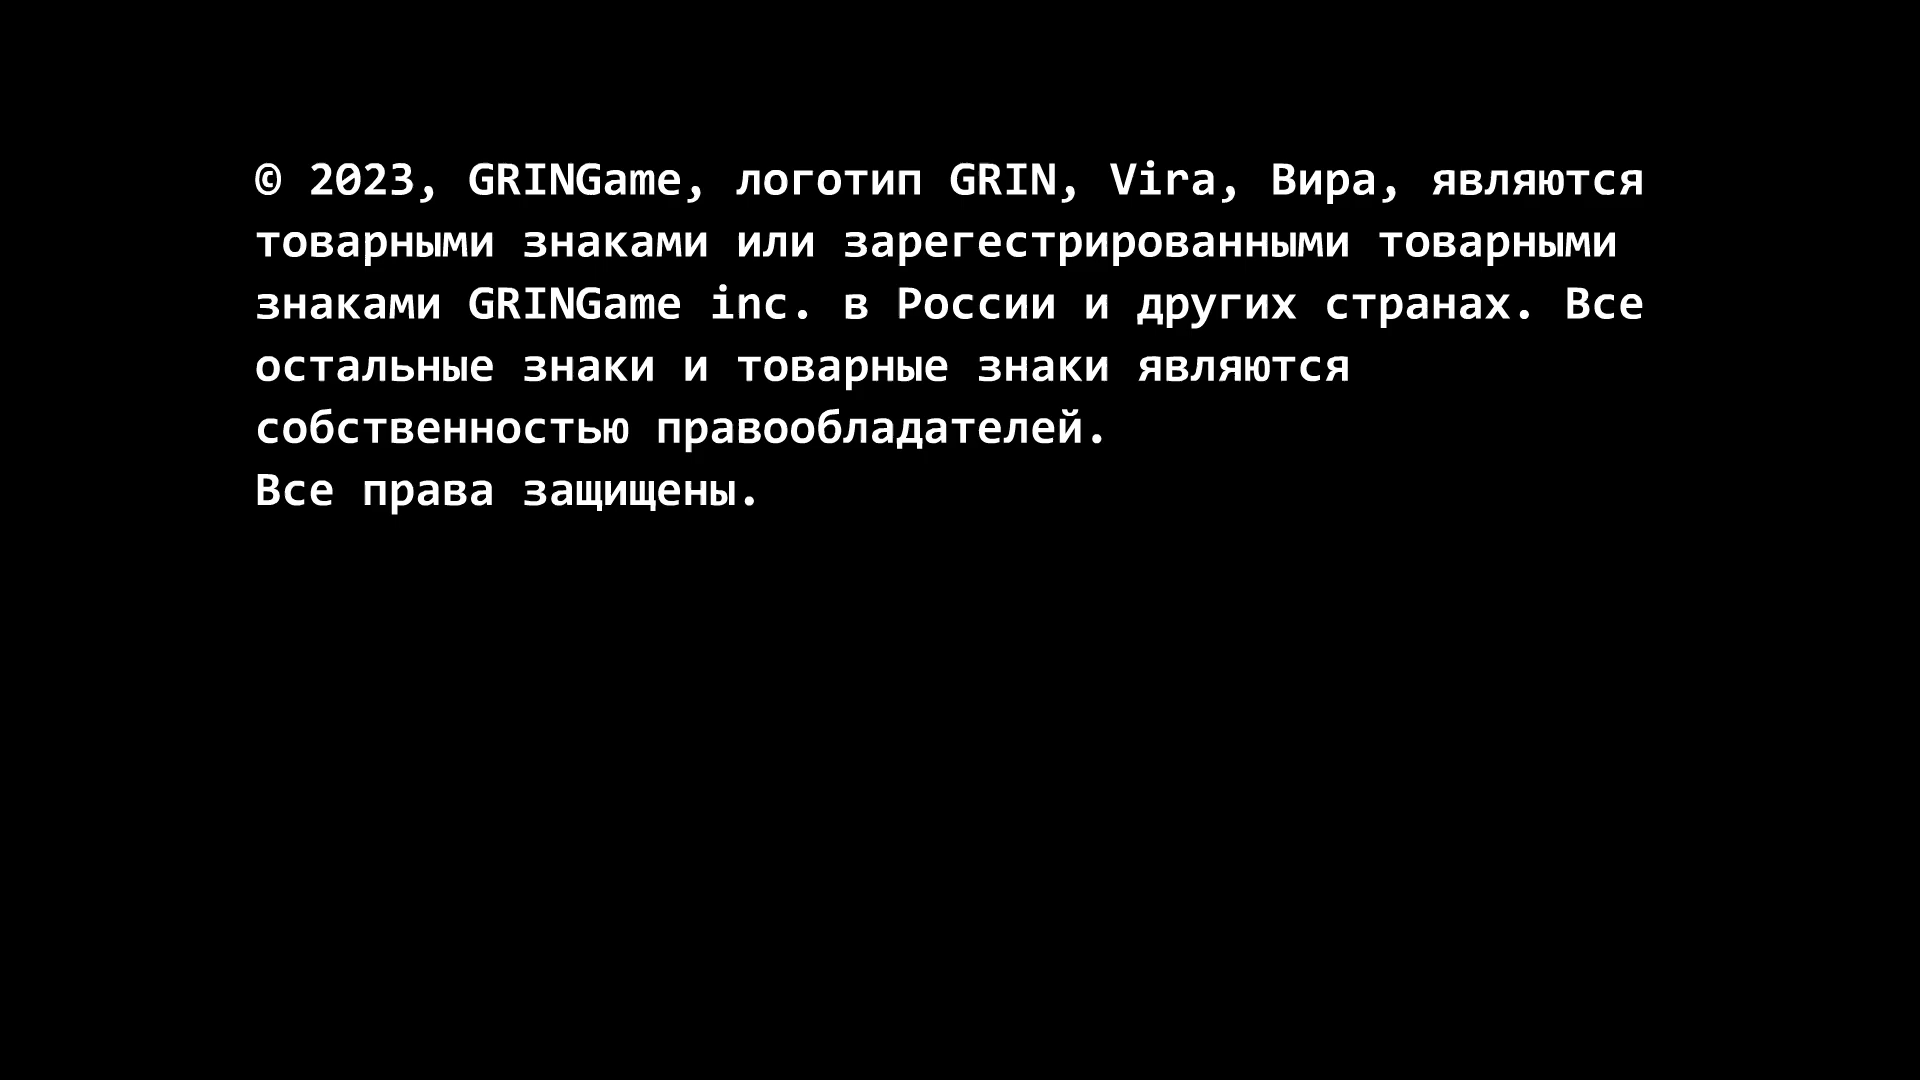 © 2023, GRINGame, логотип GRIN, Vira, Вира, являются
товарными знаками или зарегестрированными товарными
знаками GRINGame inc. в России и других странах. Все
остальные знаки и товарные знаки являются
собственностью правообладателей.
Все права защищены.